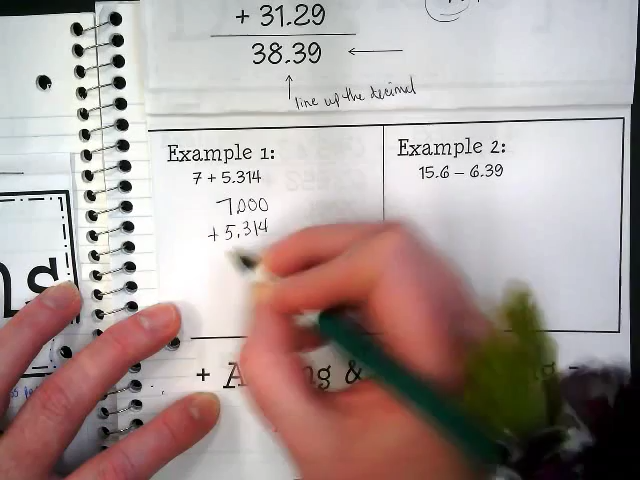 + 31.29
38.39
line up the decimal
Example 1:
7 + 5.314
7.000
+ 5.314
Example 2:
15.6 – 6.39
+
&